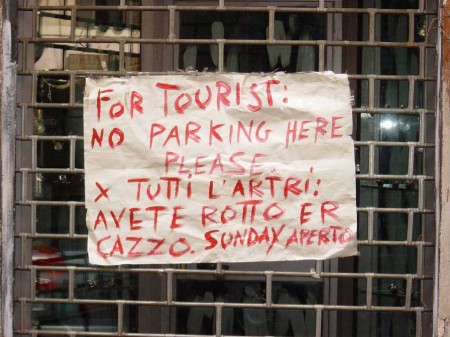 FOR TOURIST:
NO PARKING HERE
PLEASE.
X TUTTI L'ARTRI:
AVETE ROTTO ER
CAZZO. SUNDAY APERTO